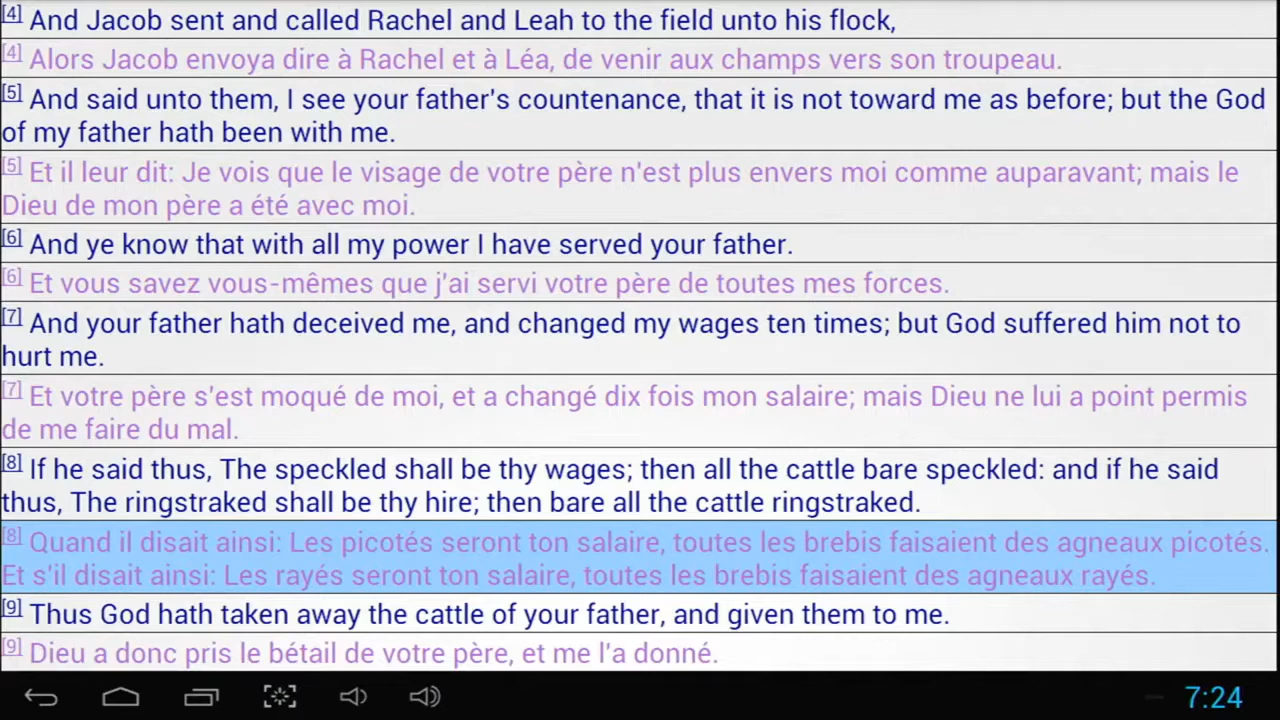 [4] And Jacob sent and called Rachel and Leah to the field unto his flock,
[4] Alors Jacob envoya dire à Rachel et à Léa, de venir aux champs vers son troupeau.
[5] And said unto them, I see your father's countenance, that it is not toward me as before; but the God
of my father hath been with me.
[5] Et il leur dit: Je vois que le visage de votre père n'est plus envers moi comme auparavant; mais le
Dieu de mon père a été avec moi.
[6] And ye know that with all my power I have served your father.
[6] Et vous savez vous-mêmes que j'ai servi votre père de toutes mes forces.
[7] And your father hath deceived me, and changed my wages ten times; but God suffered him not to
hurt me.
[7] Et votre père s'est moqué de moi, et a changé dix fois mon salaire; mais Dieu ne lui a point permis
de me faire du mal.
[8] If he said thus, The speckled shall be thy wages; then all the cattle bare speckled: and if he said
thus, The ringstraked shall be thy hire; then bare all the cattle ringstraked.
[8] Quand il disait ainsi: Les picotés seront ton salaire, toutes les brebis faisaient des agneaux picotés.
Et s'il disait ainsi: Les rayés seront ton salaire, toutes les brebis faisaient des agneaux rayés.
[9] Thus God hath taken away the cattle of your father, and given them to me.
[9] Dieu a donc pris le bétail de votre père, et me l'a donné.
7:24